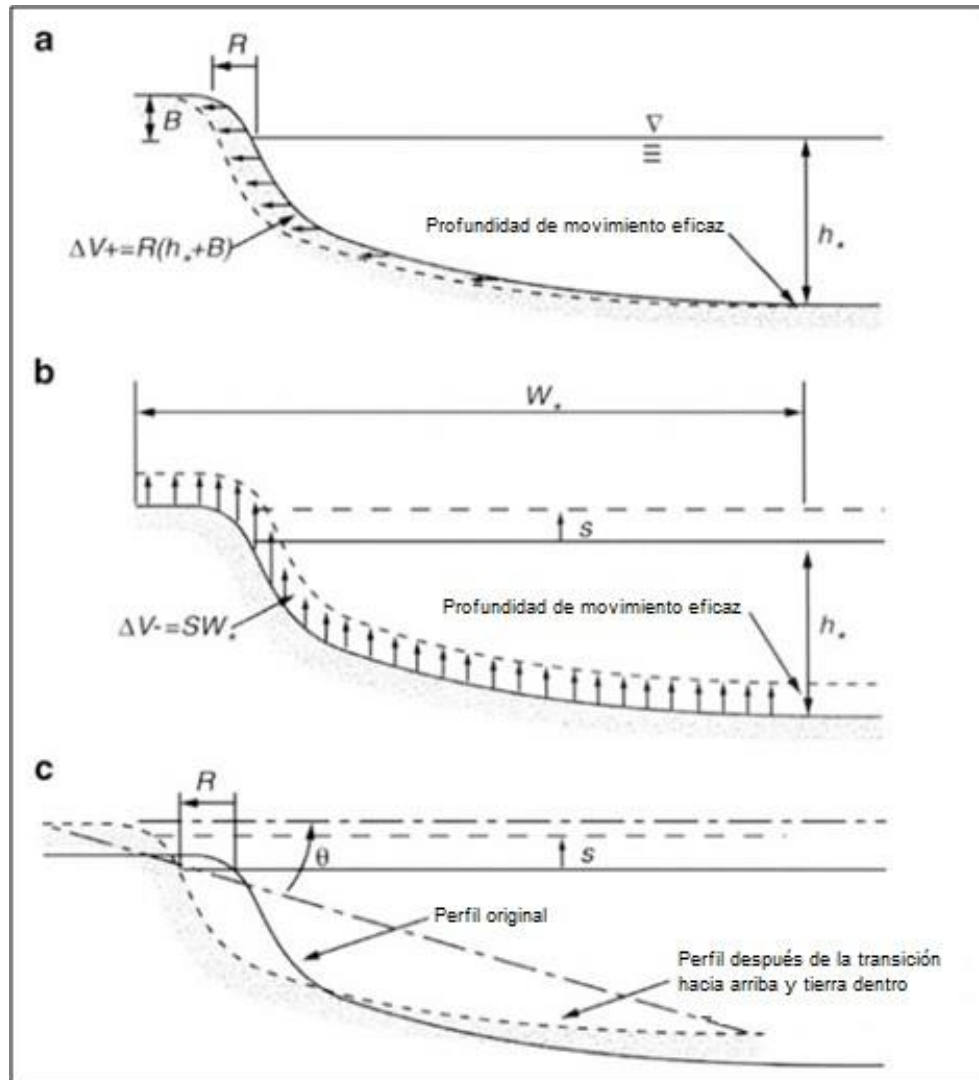 a
R
B
∇
Profundidad de movimiento eficaz
h*
ΔV+=R(h*+B)
b
W*
s
Profundidad de movimiento eficaz
h*
ΔV-=SW*
c
R
θ
s
Perfil original
Perfil después de la transición
hacia arriba y tierra dentro